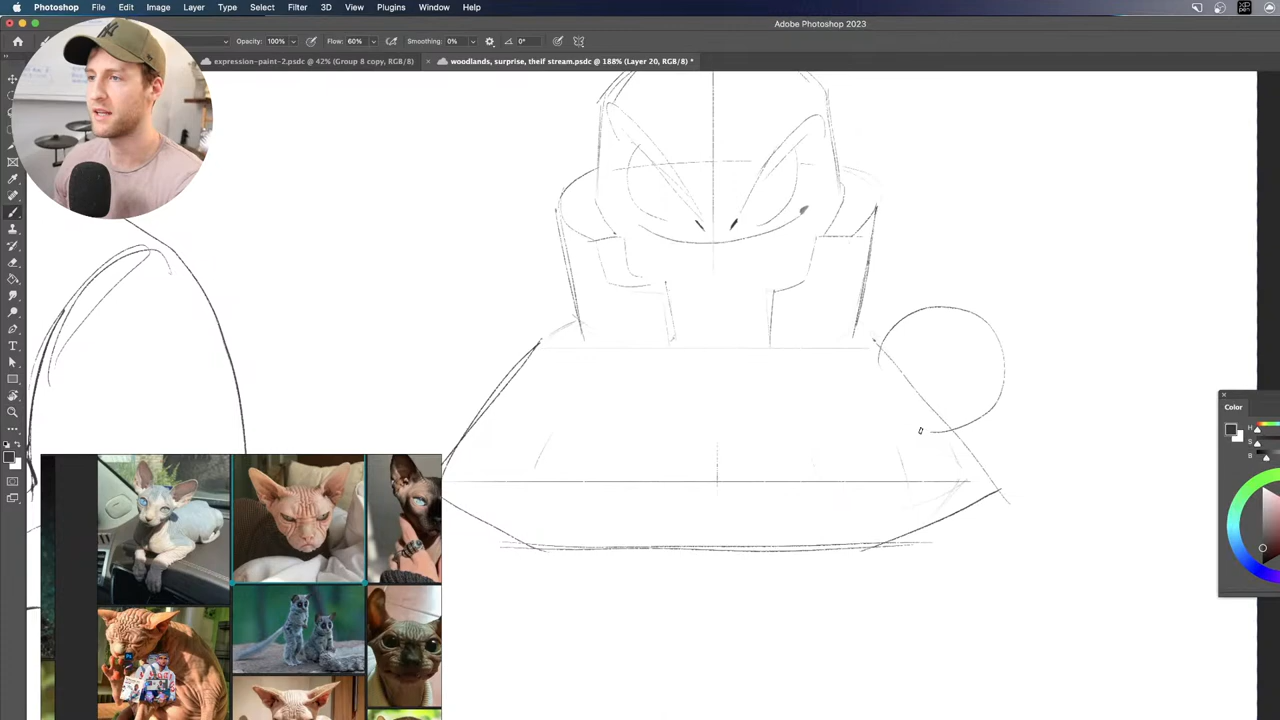 Photoshop File Edit Image Layer Type Select Filter 3D View Plugins Window Help
Adobe Photoshop 2023
Opacity: 100% Flow: 60% Smoothing: 0% 0°
expression-paint-2.psdc @ 42% (Group 8 copy, RGB/8) woodlands, surprise, theif stream.psdc @ 188% (Layer 20, RGB/8) *
Color
H
S
B